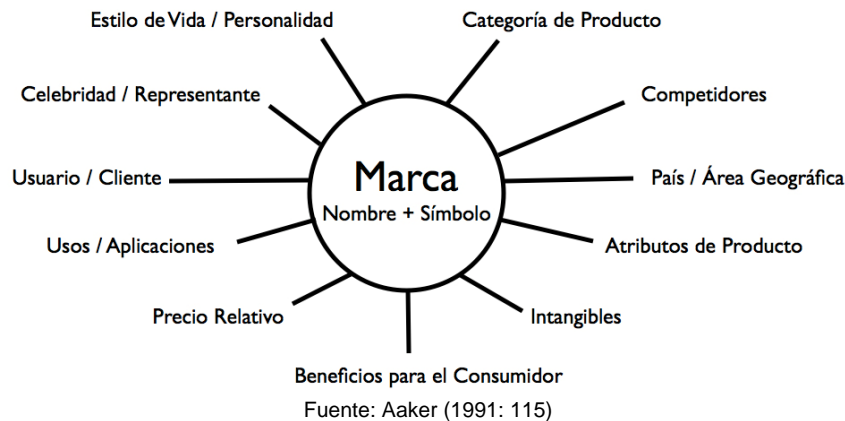 Estilo de Vida / Personalidad
Categoría de Producto
Celebridad / Representante
Competidores
Marca
Nombre + Símbolo
Usuario / Cliente
País / Área Geográfica
Usos / Aplicaciones
Atributos de Producto
Precio Relativo
Intangibles
Beneficios para el Consumidor
Fuente: Aaker (1991: 115)